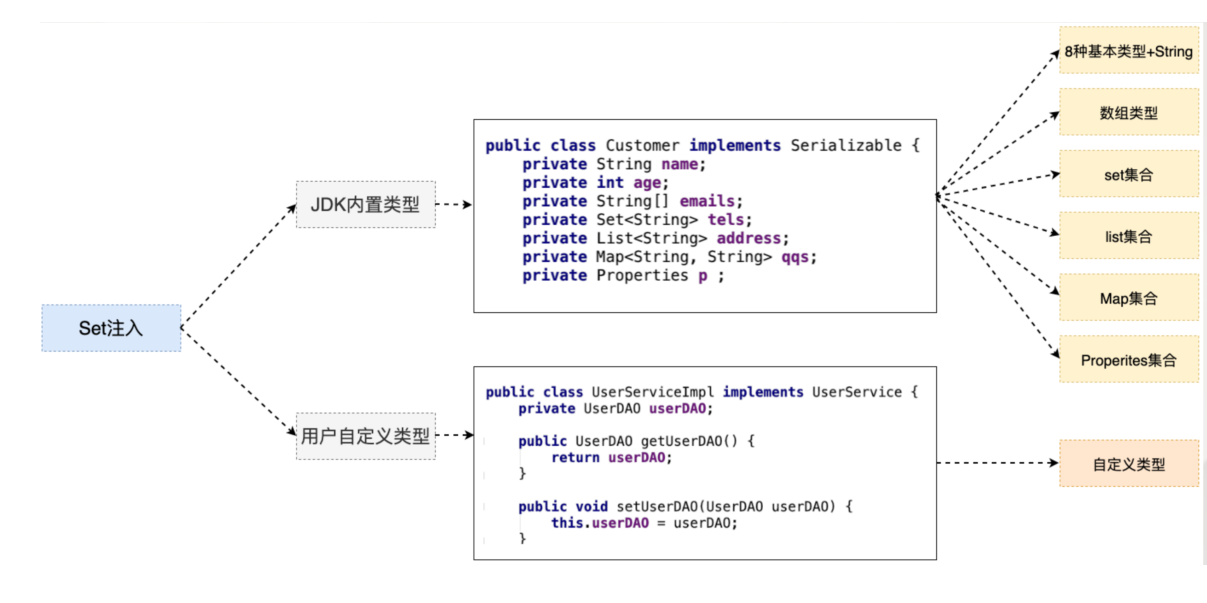 Set注入
JDK内置类型
用户自定义类型
public class Customer implements Serializable {
private String name;
private int age;
private String[] emails;
private Set<String> tels;
private List<String> address;
private Map<String, String> qqs;
private Properties p ;
public class UserServiceImpl implements UserService {
private UserDAO userDAO;
public UserDAO getUserDAO() {
return userDAO;
}
public void setUserDAO(UserDAO userDAO) {
this.userDAO = userDAO;
}
8种基本类型+String
数组类型
set集合
list集合
Map集合
Properites集合
自定义类型